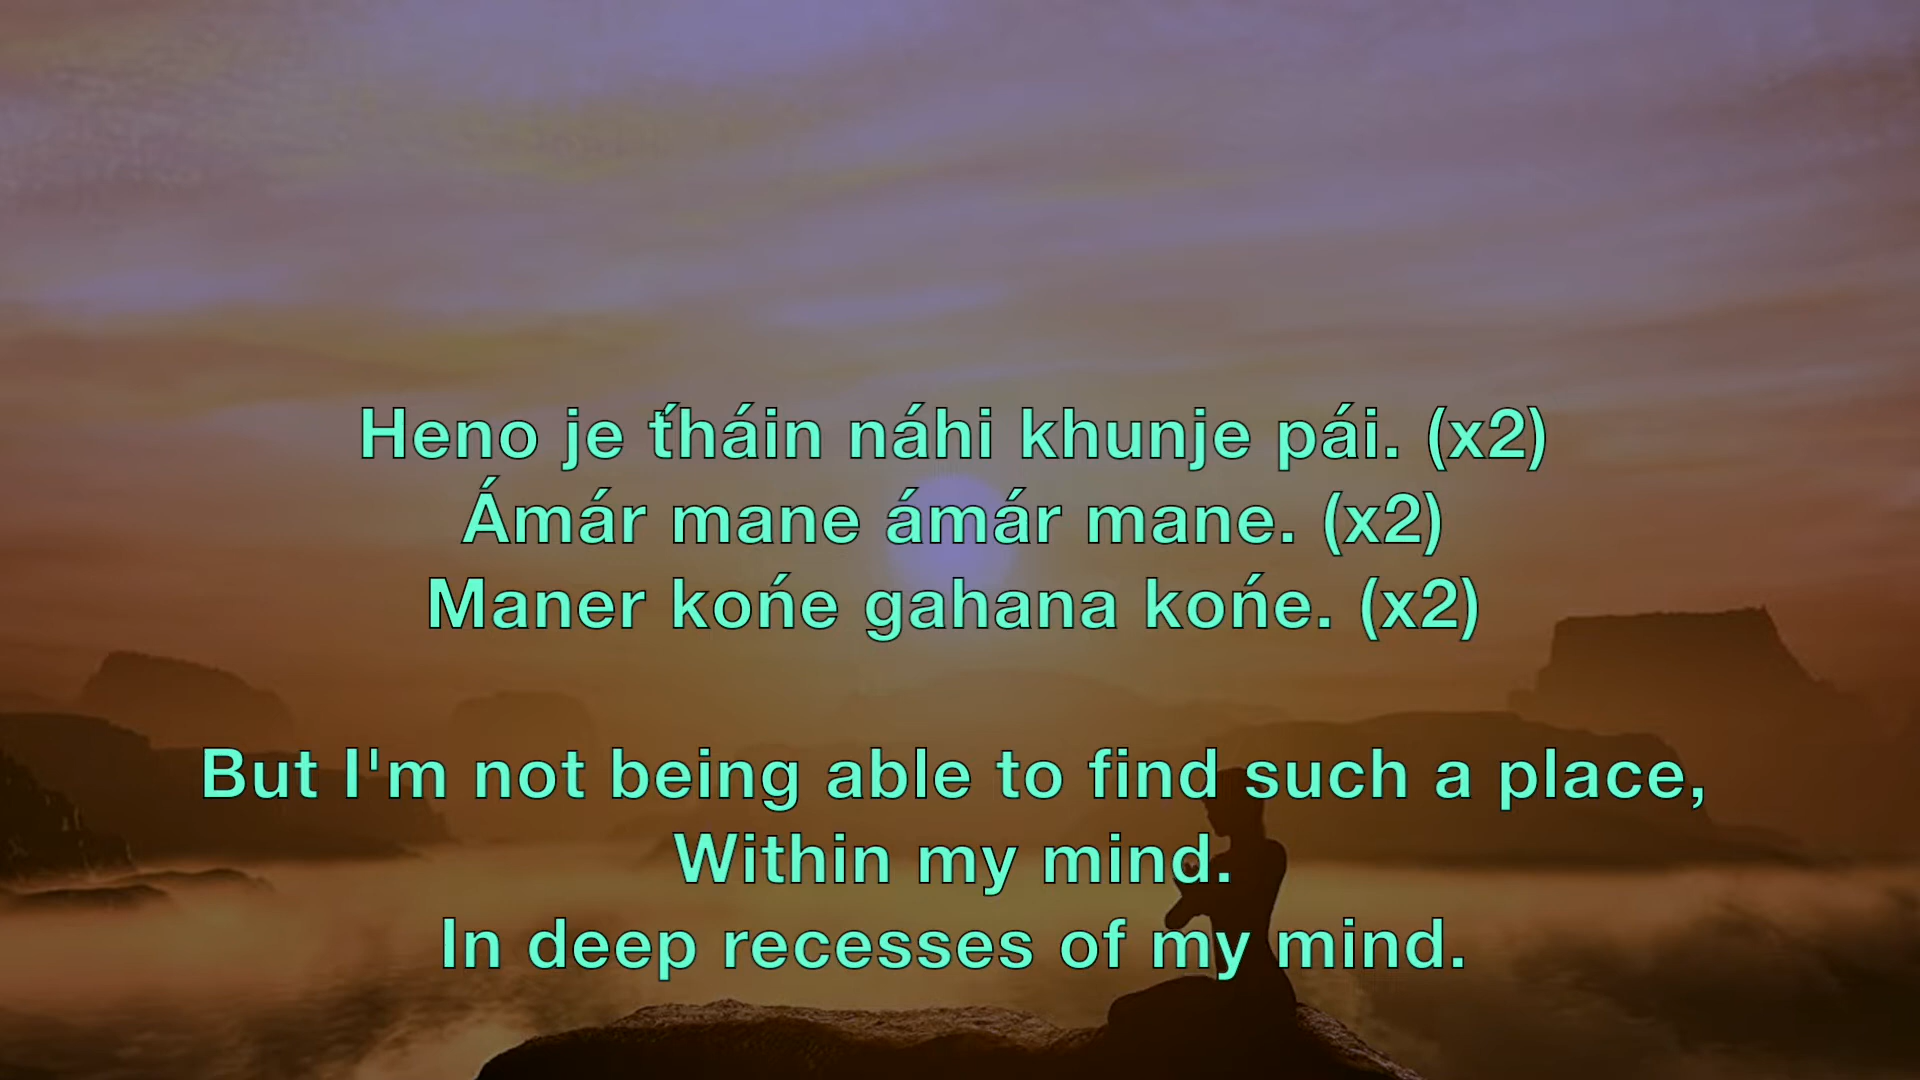 Heno je t́háin náhi khunje pái. (x2)
Ámár mane ámár mane. (x2)
Maner końe gahana końe. (x2)
But I'm not being able to find such a place,
Within my mind.
In deep recesses of my mind.